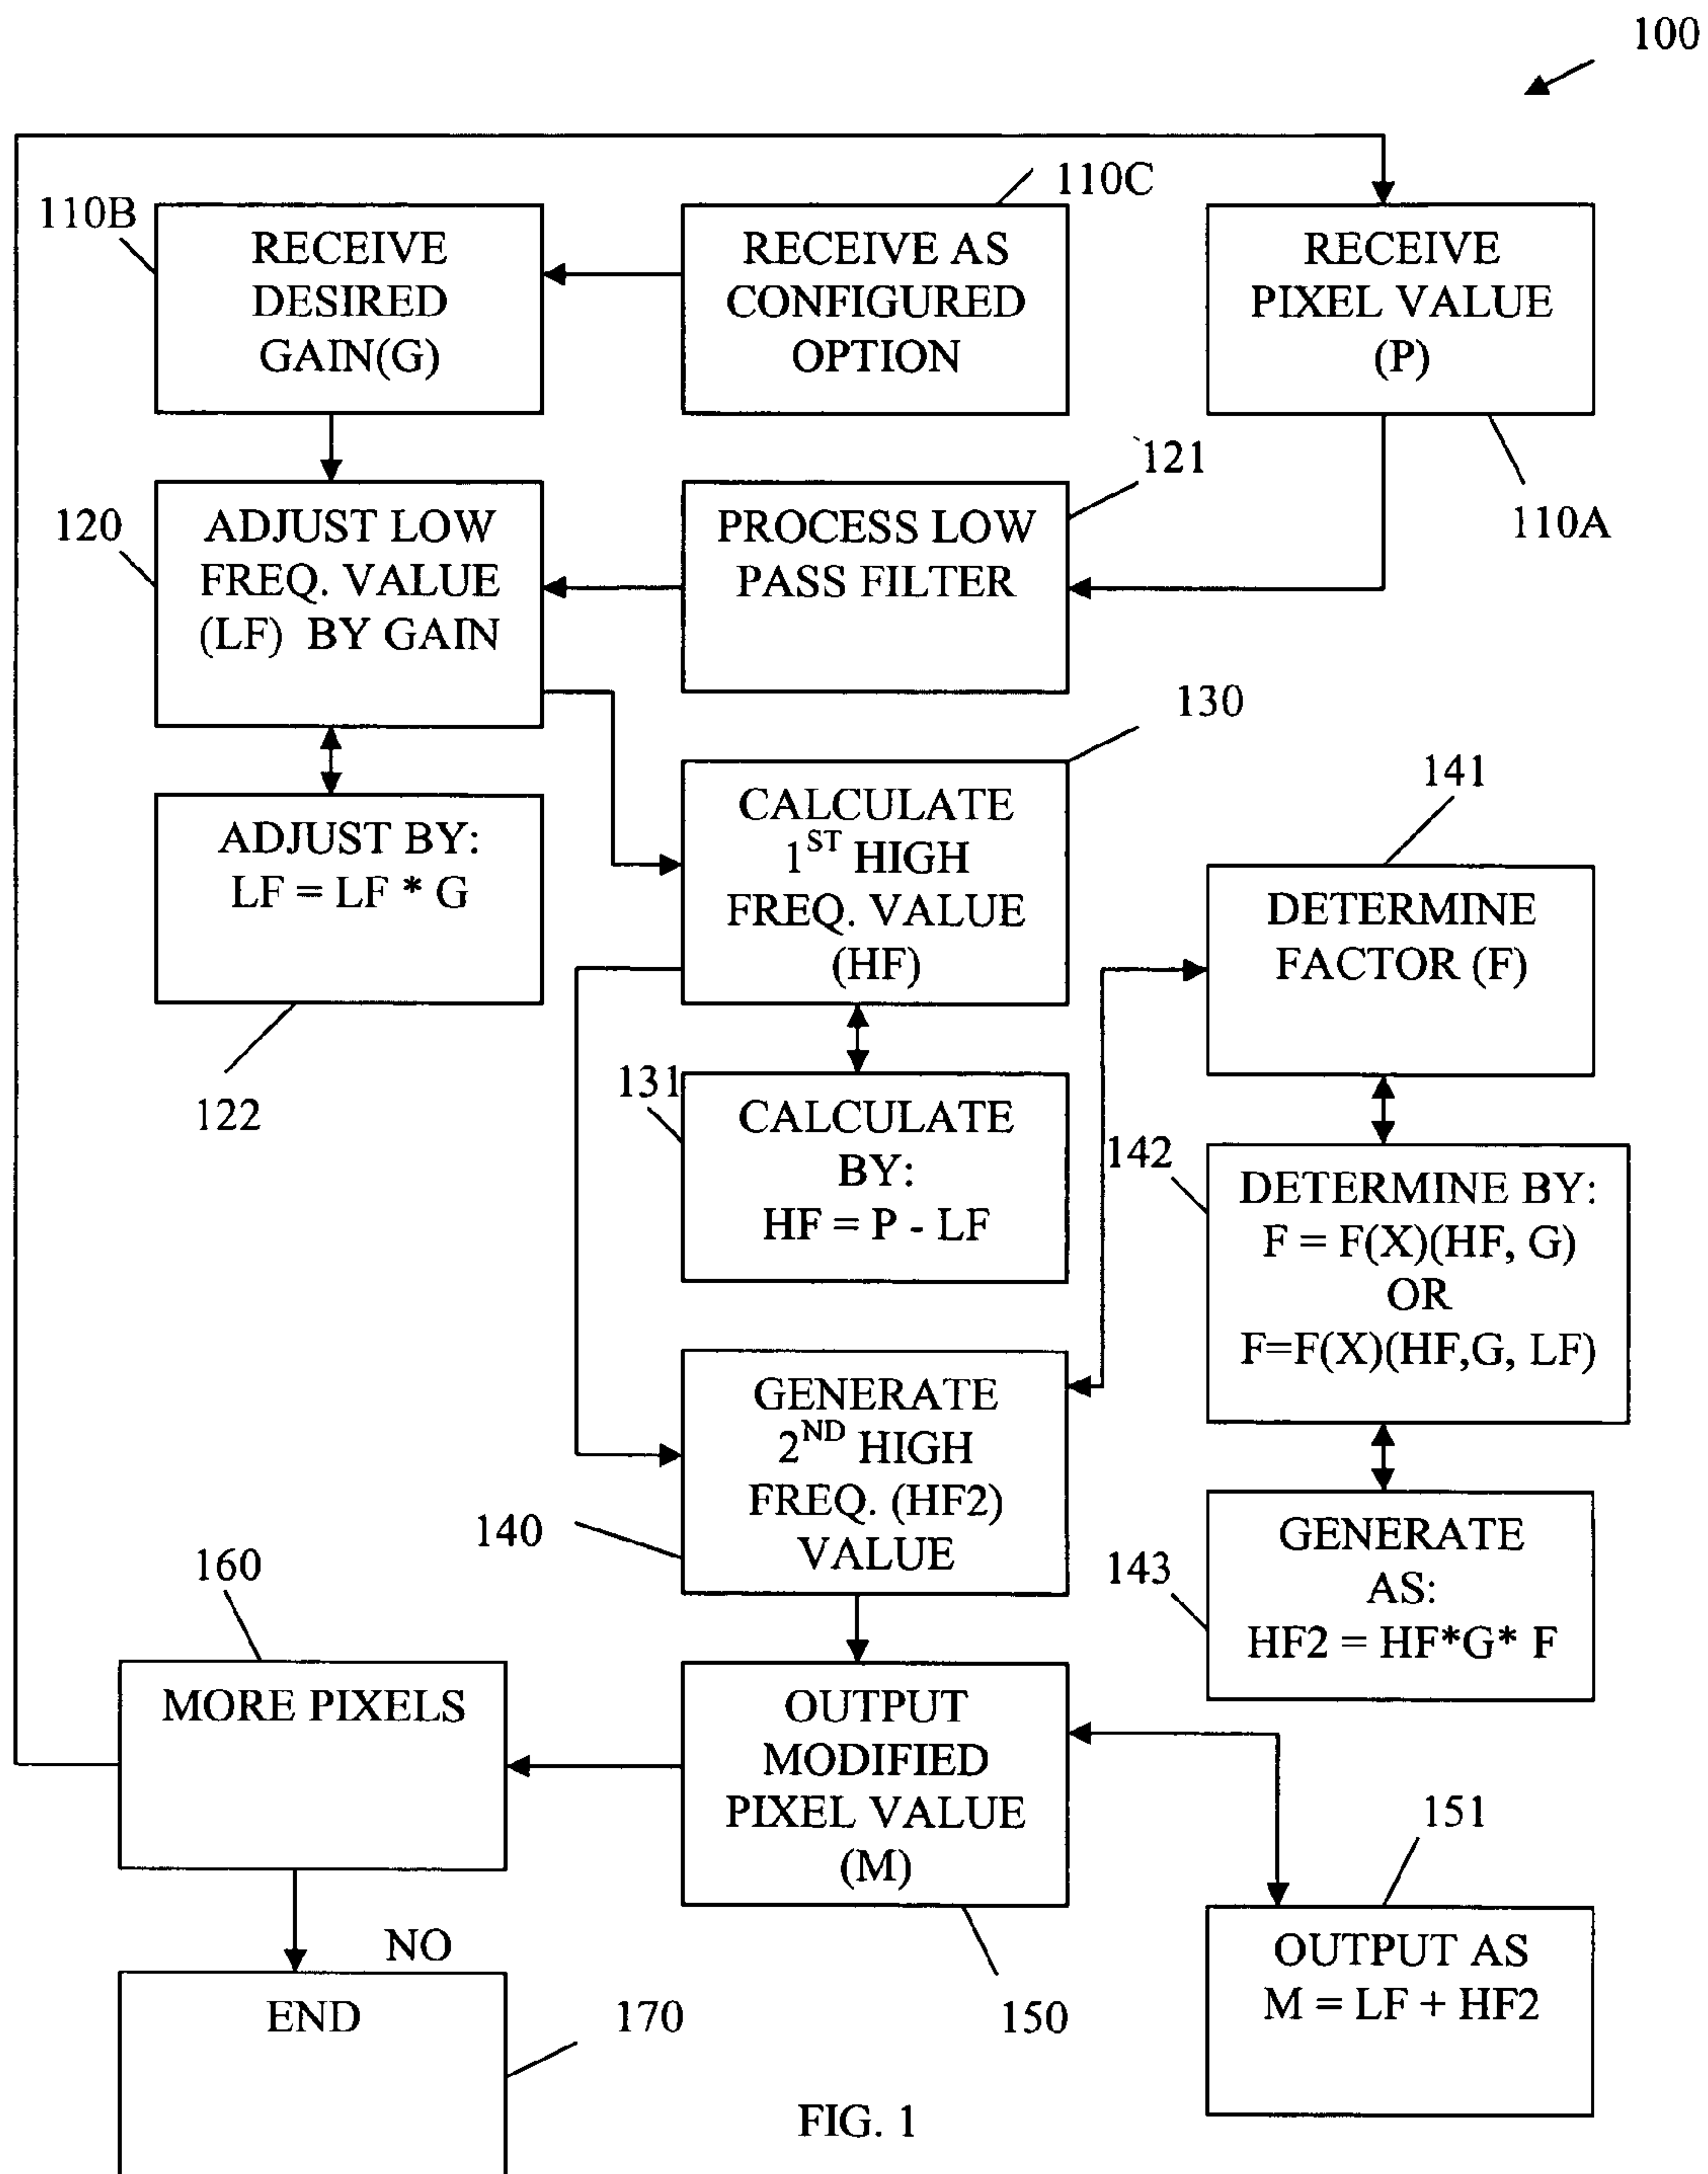 100
110B
RECEIVE
DESIRED
GAIN(G)
110C
RECEIVE AS
CONFIGURED
OPTION
RECEIVE
PIXEL VALUE
(P)
110A
120
ADJUST LOW
FREQ. VALUE
(LF) BY GAIN
121
PROCESS LOW
PASS FILTER
ADJUST BY:
LF = LF * G
122
130
CALCULATE
1ST HIGH
FREQ. VALUE
(HF)
141
DETERMINE
FACTOR (F)
131
CALCULATE
BY:
HF = P - LF
142
DETERMINE BY:
F = F(X)(HF, G)
OR
F=F(X)(HF,G, LF)
GENERATE
2ND HIGH
FREQ. (HF2)
VALUE
140
143
GENERATE
AS:
HF2 = HF*G* F
160
MORE PIXELS
OUTPUT
MODIFIED
PIXEL VALUE
(M)
150
151
OUTPUT AS
M = LF + HF2
NO
END
170
FIG. 1